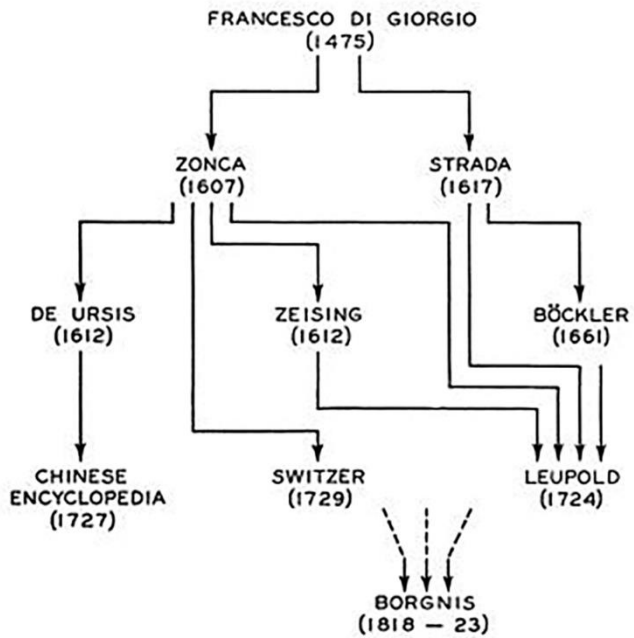 FRANCESCO DI GIORGIO
(1475)
ZONCA
(1607)
STRADA
(1617)
DE URSIS
(1612)
ZEISING
(1612)
BÖCKLER
(1661)
CHINESE
ENCYCLOPEDIA
(1727)
SWITZER
(1729)
LEUPOLD
(1724)
BORGNIS
(1818 — 23)